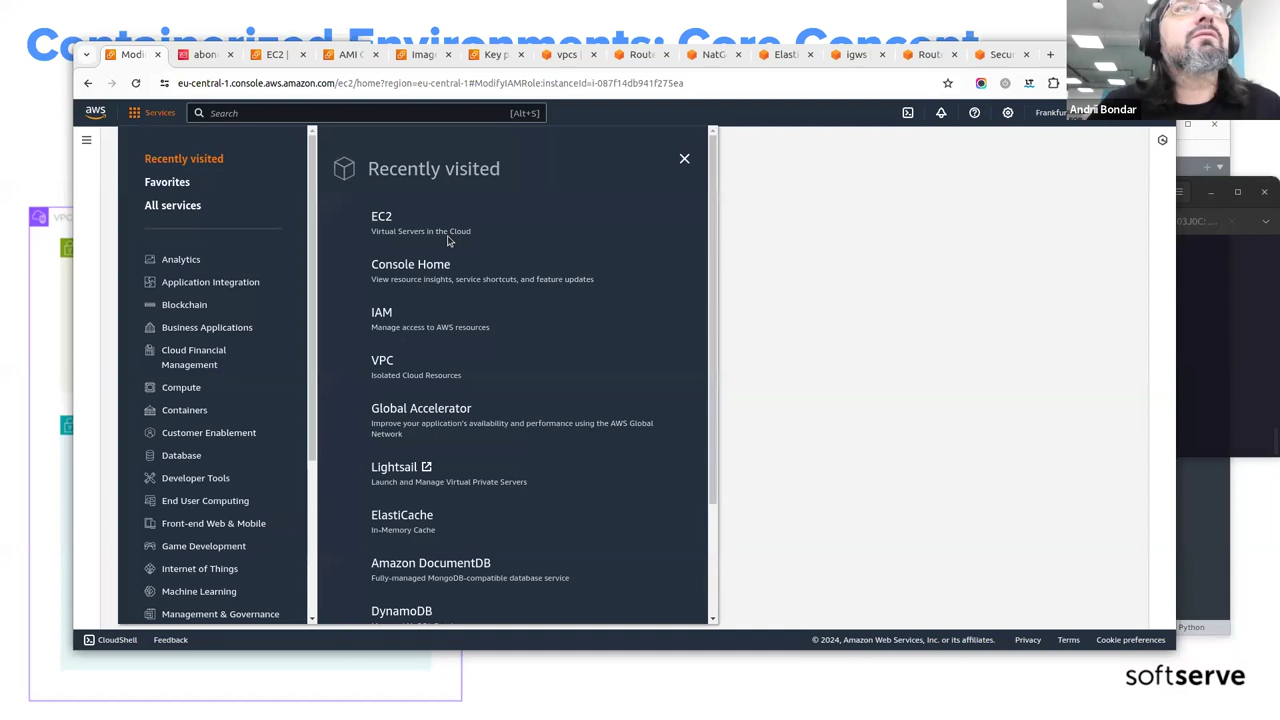 Containerized Environments: Core Concept
Modi
abon
EC2 |
AMI C
Image
Key p
vpcs |
Route
NatG
Elasti
igws
Route
Secu
eu-central-1.console.aws.amazon.com/ec2/home?region=eu-central-1#ModifyIAMRole:instanceId=i-087f14db941f275ea
Andrii Bondar
aws
Services
Search
[Alt+S]
Frankfu
Recently visited
Favorites
All services
Analytics
Application Integration
Blockchain
Business Applications
Cloud Financial
Management
Compute
Containers
Customer Enablement
Database
Developer Tools
End User Computing
Front-end Web & Mobile
Game Development
Internet of Things
Machine Learning
Management & Governance
Recently visited
EC2
Virtual Servers in the Cloud
Console Home
View resource insights, service shortcuts, and feature updates
IAM
Manage access to AWS resources
VPC
Isolated Cloud Resources
Global Accelerator
Improve your application's availability and performance using the AWS Global
Network
Lightsail
Launch and Manage Virtual Private Servers
ElastiCache
In-Memory Cache
Amazon DocumentDB
Fully-managed MongoDB-compatible database service
DynamoDB
VPC
03J0C: ...
Python
CloudShell
Feedback
© 2024, Amazon Web Services, Inc. or its affiliates.
Privacy
Terms
Cookie preferences
softserve